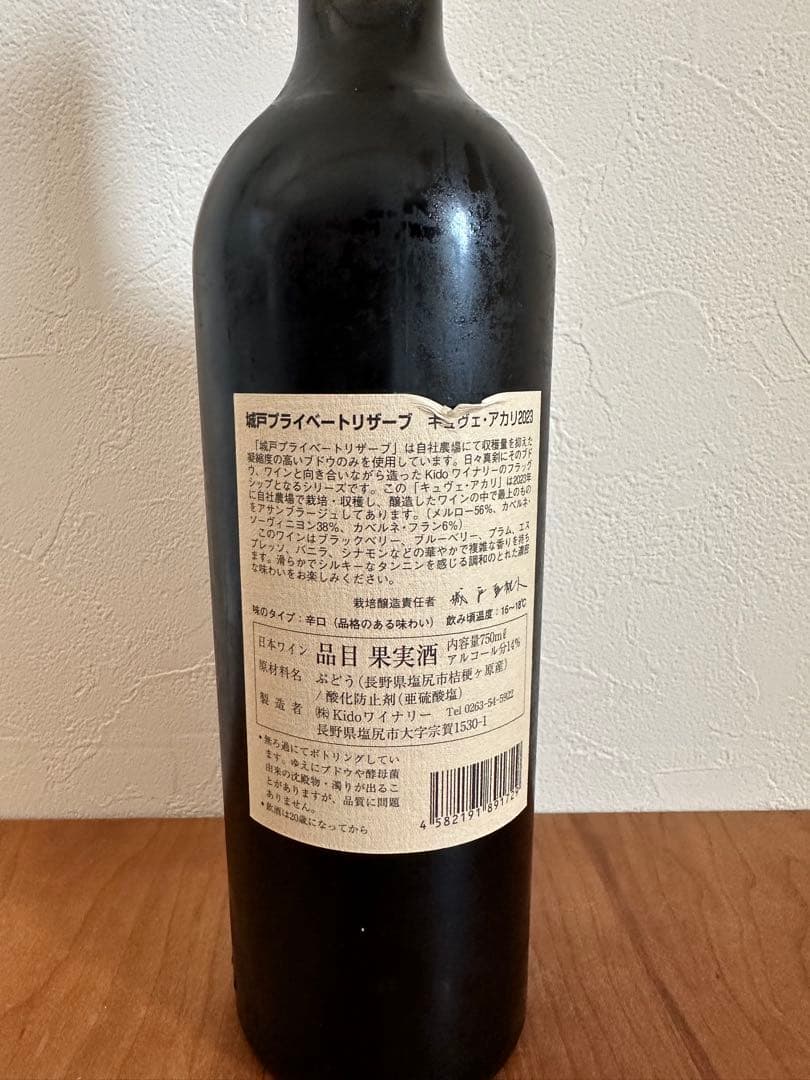 城戸プライベートリザーブ　キュヴェ・アカリ2023
「城戸プライベートリザーブ」は自社農場にて収穫量を抑えた
凝縮度の高いブドウのみを使用しています。日々真剣にそのブド
ウ、ワインと向き合いながら造ったKidoワイナリーのフラッグ
シップとなるシリーズです。この「キュヴェ・アカリ」は2023年
に自社農場で栽培・収穫し、醸造したワインの中で最上のもの
をアサンブラージュしてあります。（メルロー56%、カベルネ・
ソーヴィニヨン38%、カベルネ・フラン6%）
このワインはブラックベリー、ブルーベリー、プラム、エス
プレッソ、バニラ、シナモンなどの華やかで複雑な香りを持ち
ます。滑らかでシルキーなタンニンを感じる調和のとれた濃密
な味わいをお楽しみください。
栽培醸造責任者 城戸亜紀人
味のタイプ：辛口（品格のある味わい）　飲み頃温度：16～18℃
日本ワイン 品目 果実酒 内容量750mℓ
アルコール分14%
原材料名 ぶどう（長野県塩尻市桔梗ヶ原産）
/ 酸化防止剤（亜硫酸塩）
製造者 ㈱Kidoワイナリー Tel 0263-54-5922
長野県塩尻市大字宗賀1530-1
・無ろ過にてボトリングしてい
ます。ゆえにブドウや酵母菌
由来の沈殿物・濁りが出るこ
とがありますが、品質に問題
ありません。
・飲酒は20歳になってから
4 582191 89172